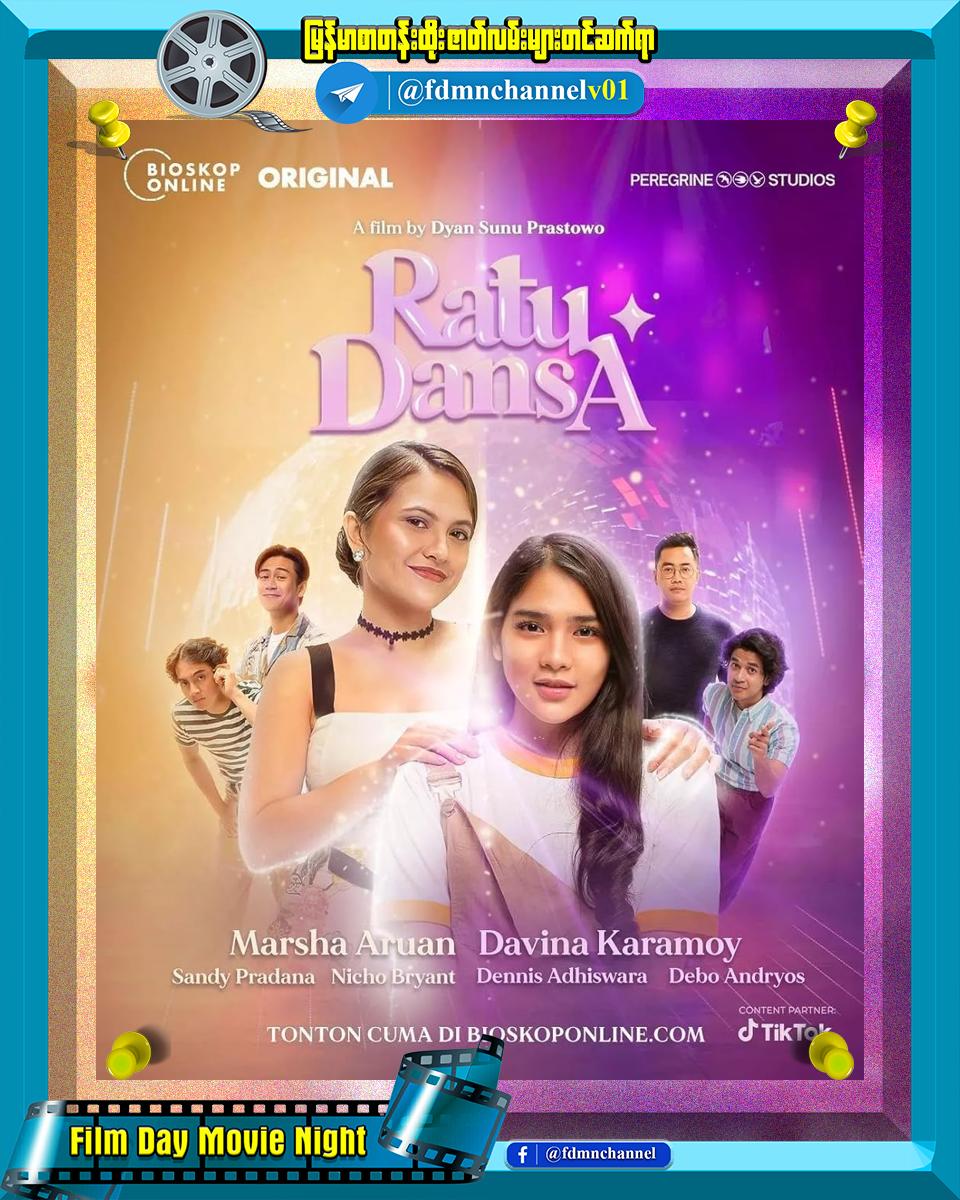 မြန်မာစာတန်းထိုးဇာတ်လမ်းများတင်ဆက်ရာ
@fdmnchannelv01
BIOSKOP
ONLINE
ORIGINAL
PEREGRINE STUDIOS
A film by Dyan Sunu Prastowo
Ratu
DansA
Marsha Aruan Davina Karamoy
Sandy Pradana Nicho Bryant Dennis Adhiswara Debo Andryos
CONTENT PARTNER:
TikTok
TONTON CUMA DI BIOSKOPONLINE.COM
Film Day Movie Night
@fdmnchannel